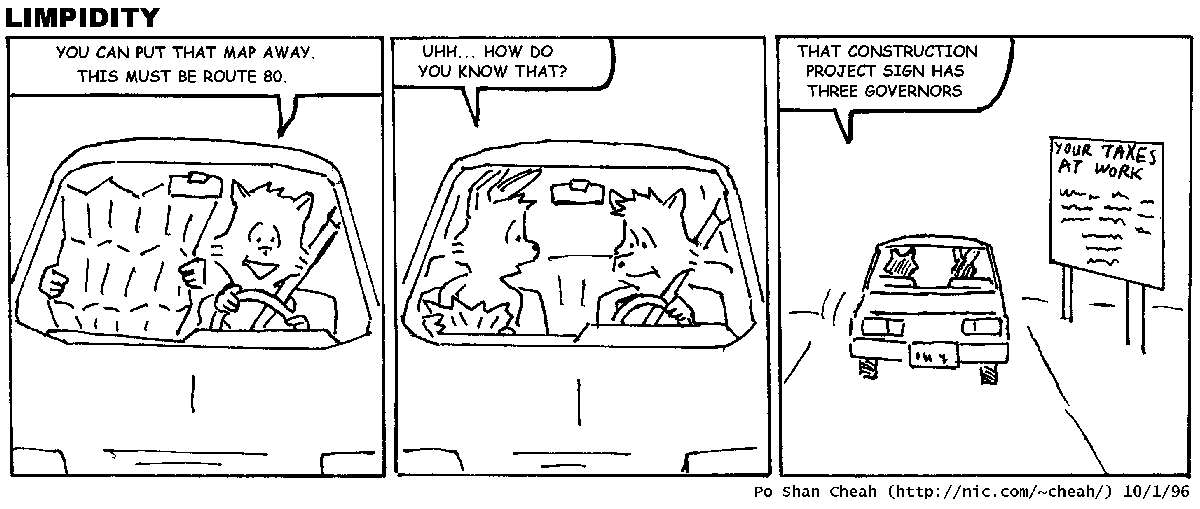 LIMPIDITY
YOU CAN PUT THAT MAP AWAY.
THIS MUST BE ROUTE 80.
UHH... HOW DO
YOU KNOW THAT?
THAT CONSTRUCTION
PROJECT SIGN HAS
THREE GOVERNORS
YOUR TAXES
AT WORK
Po Shan Cheah (http://nic.com/~cheah/) 10/1/96